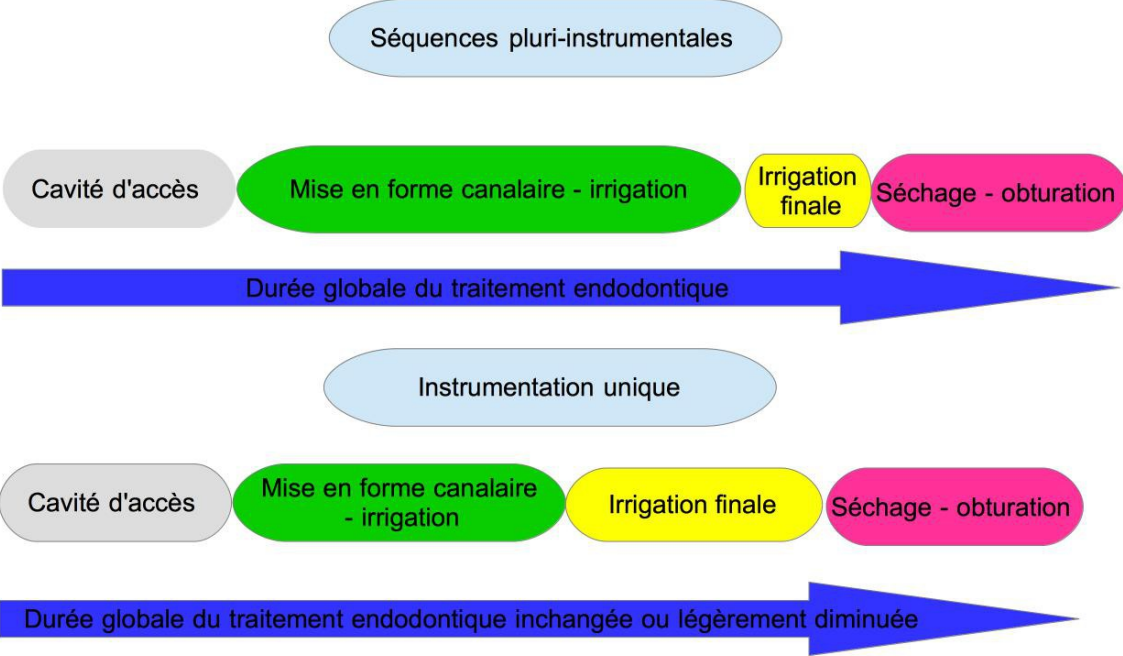 Séquences pluri-instrumentales
Cavité d'accès
Mise en forme canalaire - irrigation
Irrigation
finale
Séchage - obturation
Durée globale du traitement endodontique
Instrumentation unique
Cavité d'accès
Mise en forme canalaire
- irrigation
Irrigation finale
Séchage - obturation
Durée globale du traitement endodontique inchangée ou légèrement diminuée